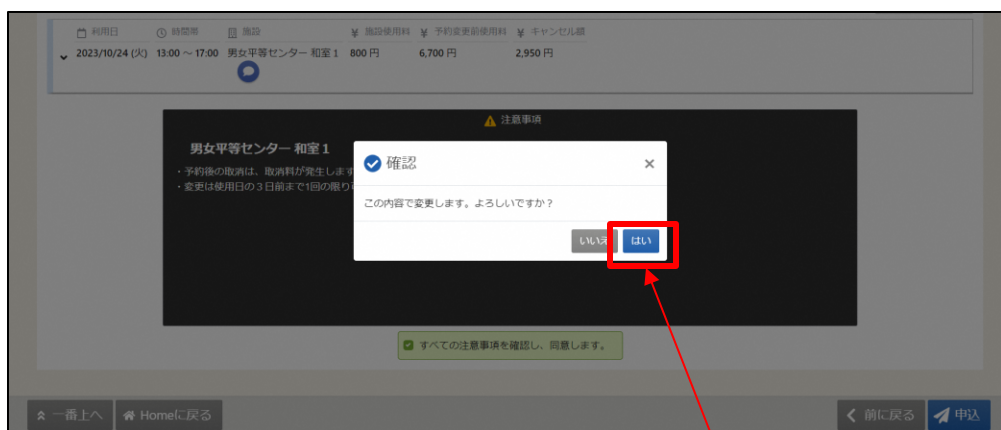 利用日 時間帯 施設 施設使用料 予約変更前使用料 キャンセル額
2023/10/24 (火) 13:00 ~ 17:00 男女平等センター 和室1 800 円 6,700 円 2,950 円
注意事項
男女平等センター 和室1
・予約後の取消は、取消料が発生します
・変更は使用日の3日前まで1回の限り
確認 ×
この内容で変更します。よろしいですか?
いいえ はい
すべての注意事項を確認し、同意します。
一番上へ Homeに戻る 前に戻る 申込